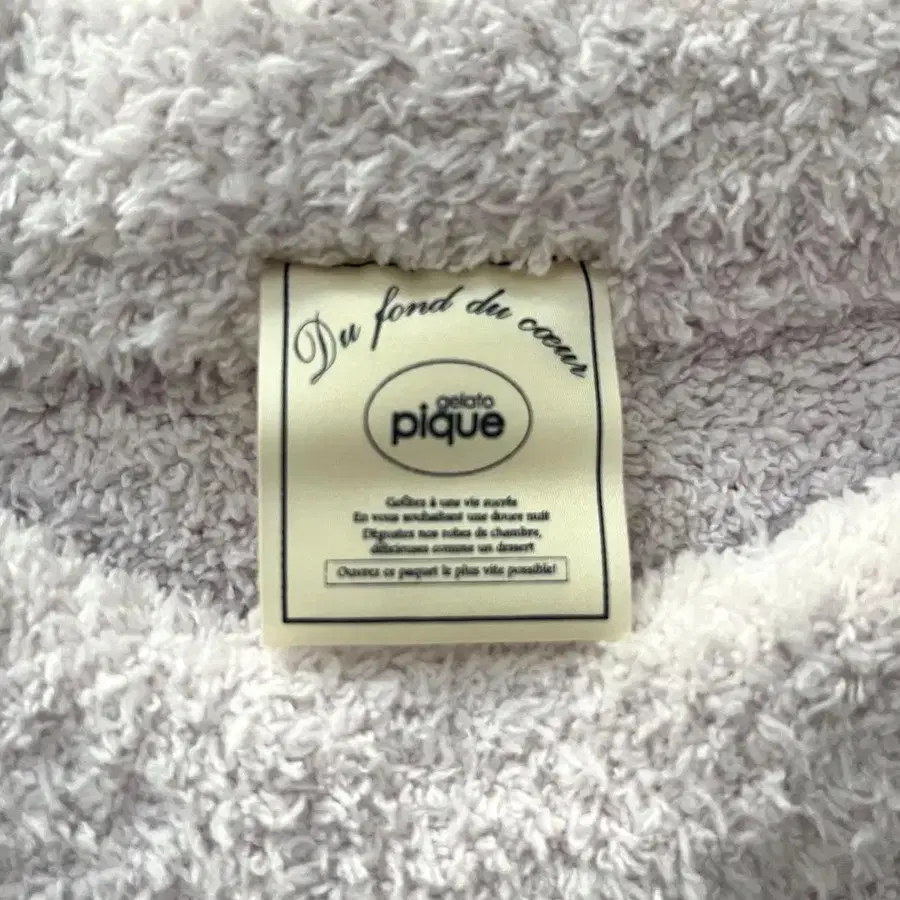 Du fond du cœur
gelato
pique
Goûtez à une vie sucrée
En vous souhaitant une douce nuit
Dégustez nos robes de chambre,
délicieuses comme un dessert
Ouvrez ce paquet le plus vite possible!